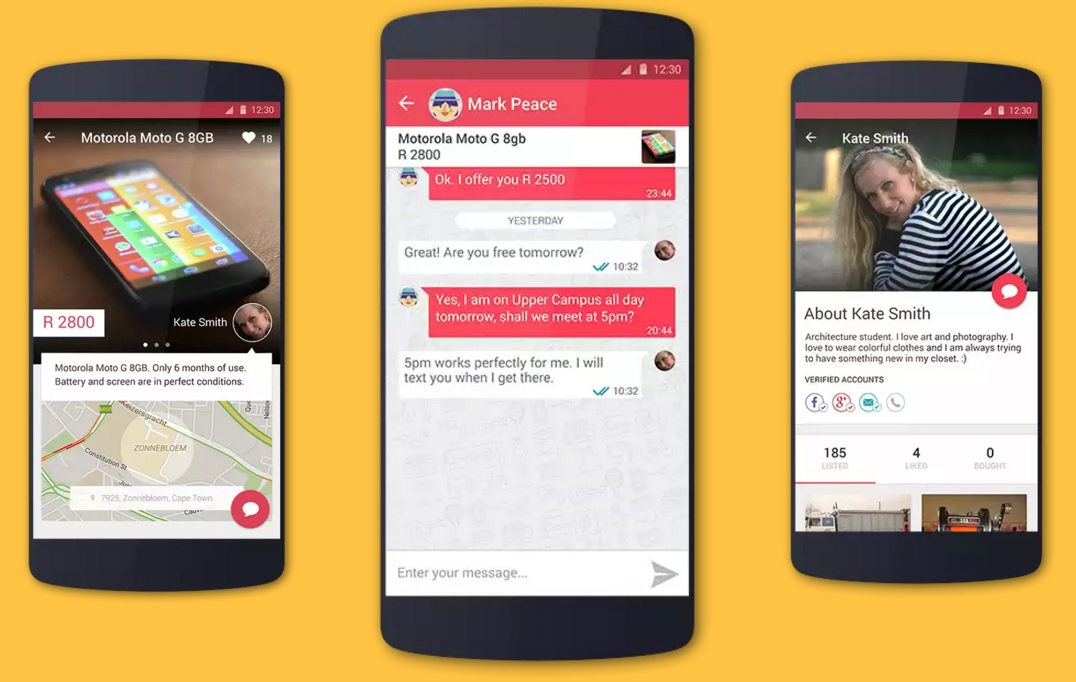 12:30
Motorola Moto G 8GB
18
R 2800
Kate Smith
Motorola Moto G 8GB. Only 6 months of use.
Battery and screen are in perfect conditions.
Keizersgracht
ZONNEBLOEM
Constitution St
7925, Zonnebloem, Cape Town
12:30
Mark Peace
Motorola Moto G 8gb
R 2800
Ok. I offer you R 2500
23:44
YESTERDAY
Great! Are you free tomorrow?
10:32
Yes, I am on Upper Campus all day
tomorrow, shall we meet at 5pm?
20:44
5pm works perfectly for me. I will
text you when I get there.
10:32
Enter your message...
12:30
Kate Smith
About Kate Smith
Architecture student. I love art and photography. I
love to wear colorful clothes and I am always trying
to have something new in my closet. :)
VERIFIED ACCOUNTS
f
g+
185
4
0
LISTED
LIKED
BOUGHT